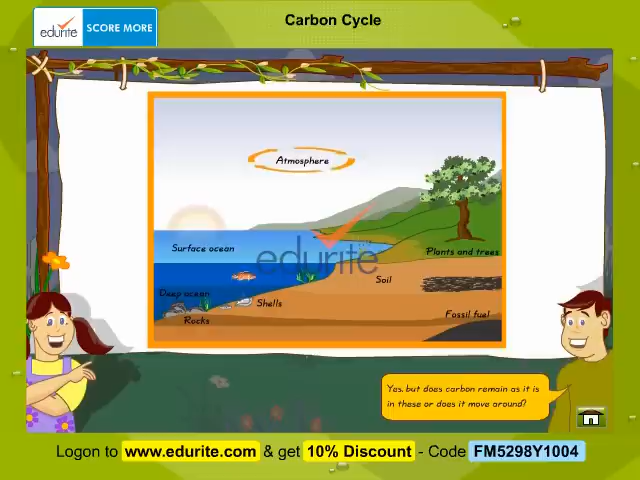 Carbon Cycle
edurite SCORE MORE
Atmosphere
Surface ocean
edurite
Plants and trees
Soil
Deep ocean
Shells
Rocks
Fossil fuel
Yes, but does carbon remain as it is
in these or does it move around?
Logon to www.edurite.com & get 10% Discount - Code FM5298Y1004